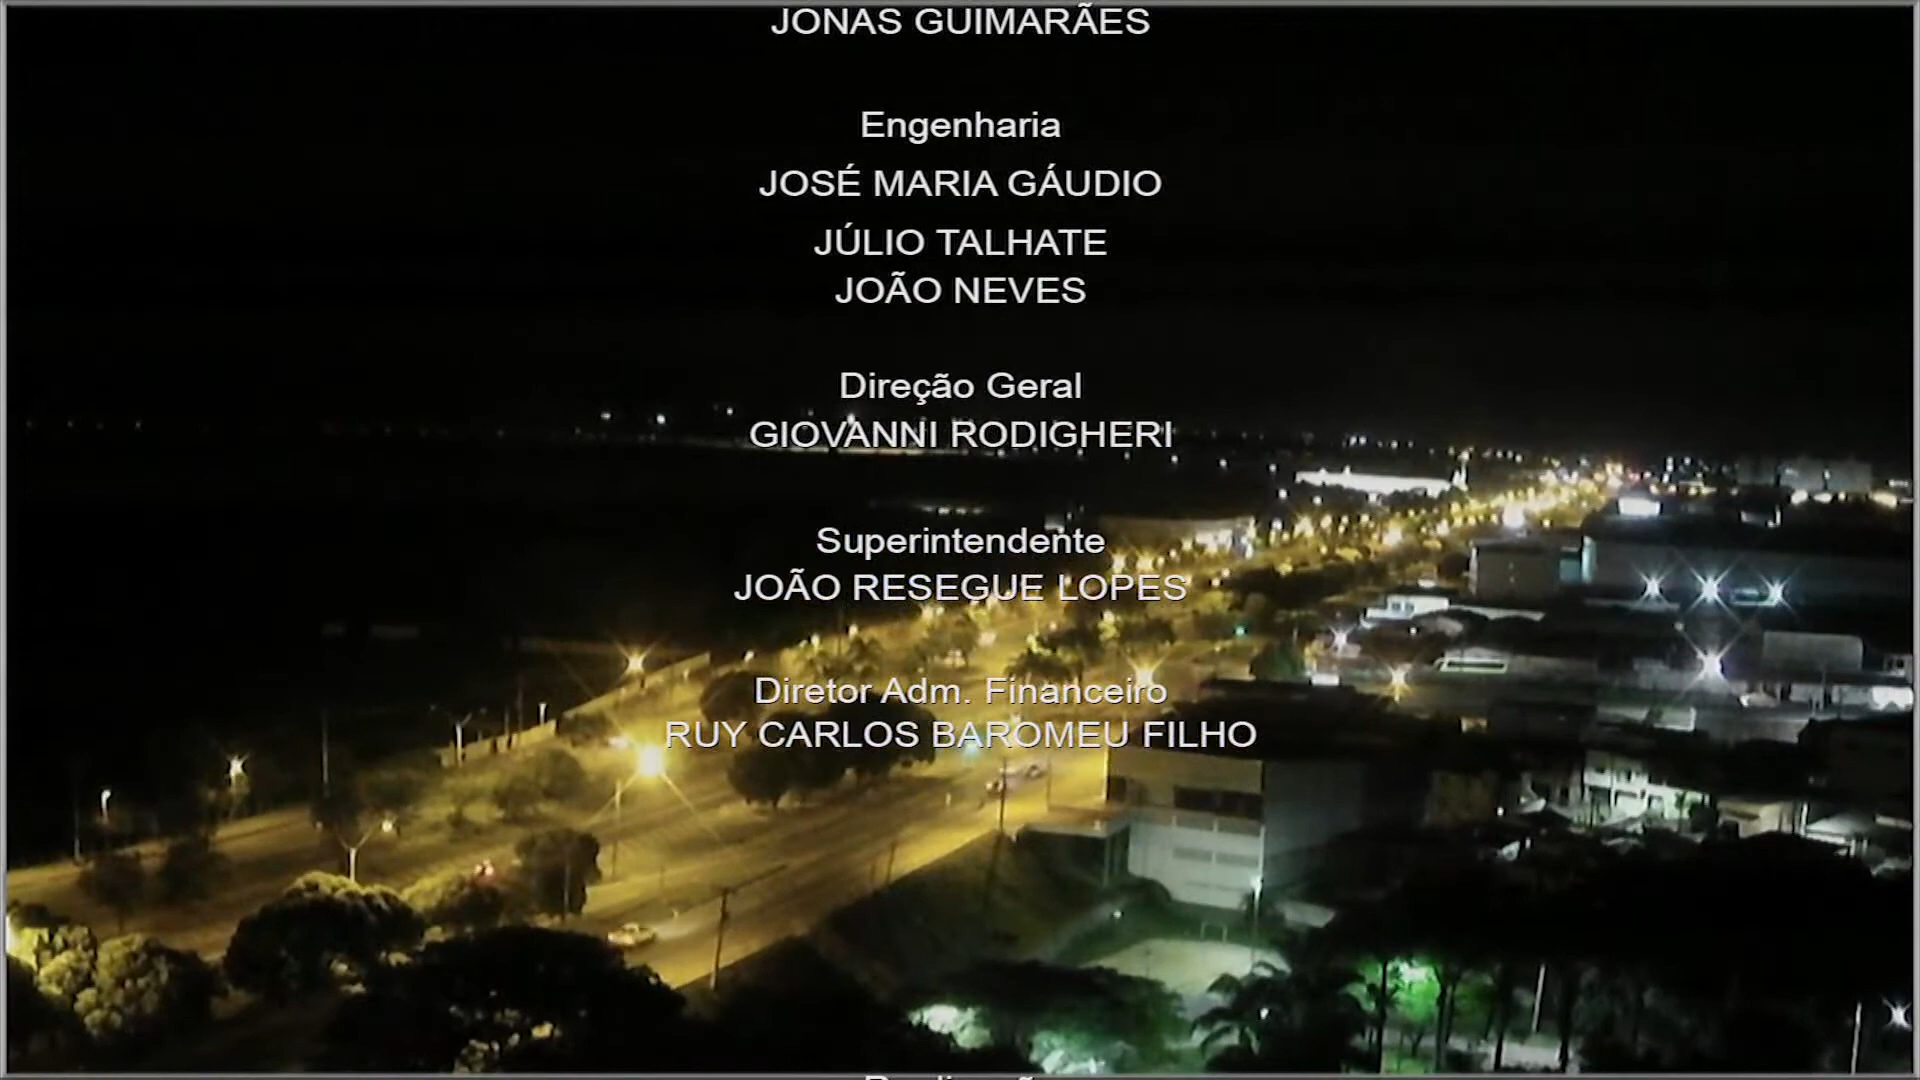 JONAS GUIMARÃES
Engenharia
JOSÉ MARIA GÁUDIO
JÚLIO TALHATE
JOÃO NEVES
Direção Geral
GIOVANNI RODIGHERI
Superintendente
JOÃO RESEGUE LOPES
Diretor Adm. Financeiro
RUY CARLOS BAROMEU FILHO